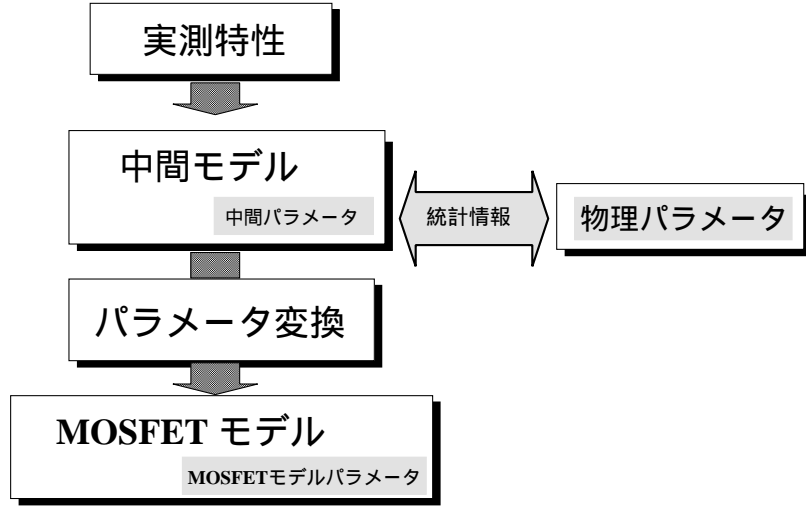 実測特性
中間モデル
中間パラメータ
統計情報
物理パラメータ
パラメータ変換
MOSFET モデル
MOSFETモデルパラメータ